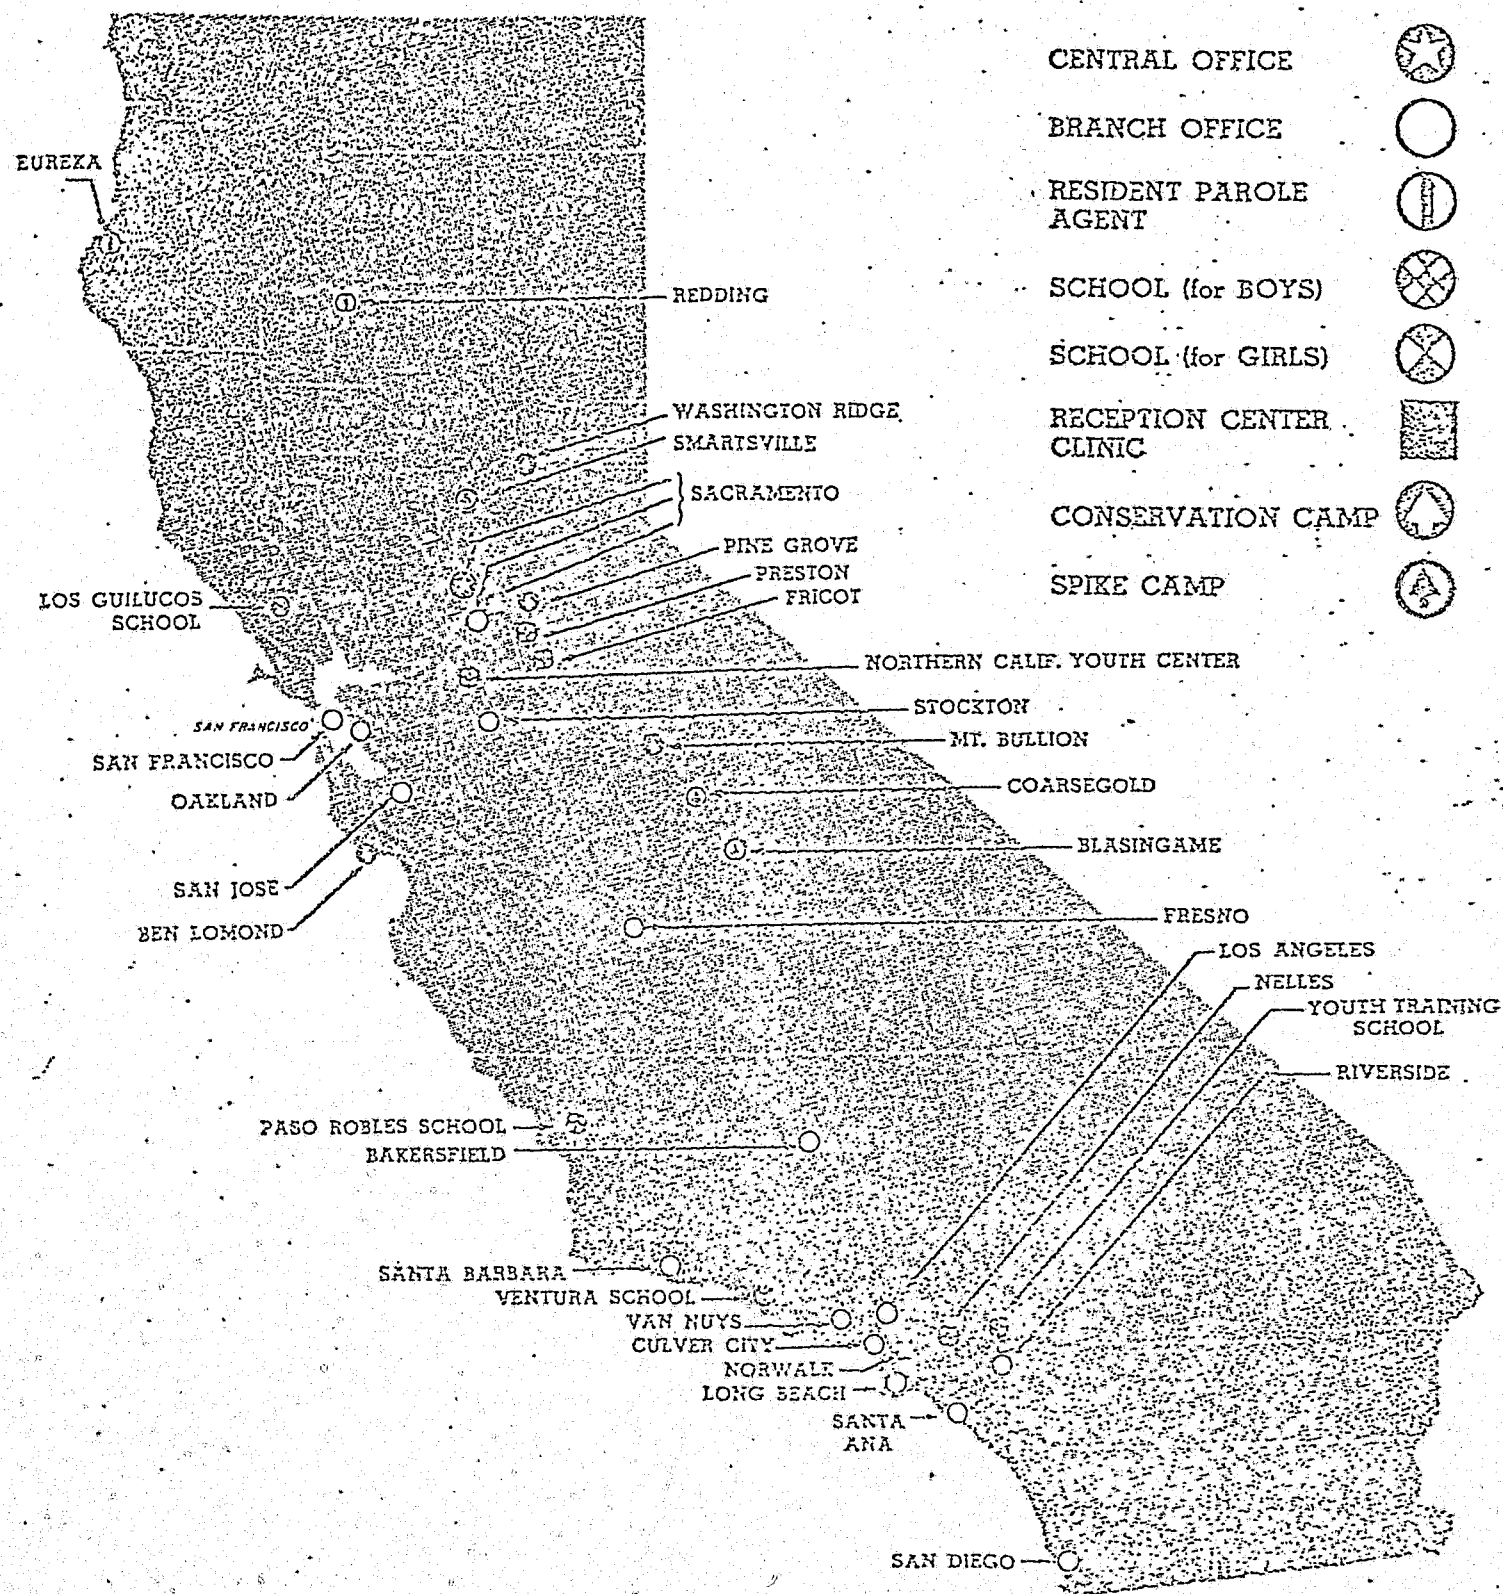 CENTRAL OFFICE
BRANCH OFFICE
RESIDENT PAROLE
AGENT
SCHOOL (for BOYS)
SCHOOL (for GIRLS)
RECEPTION CENTER
CLINIC
CONSERVATION CAMP
SPIKE CAMP
EUREKA
REDDING
WASHINGTON RIDGE
SMARTSVILLE
SACRAMENTO
PINE GROVE
PRESTON
FRICOT
LOS GUILUCOS
SCHOOL
NORTHERN CALIF. YOUTH CENTER
STOCKTON
SAN FRANCISCO
SAN FRANCISCO
MT. BULLION
OAKLAND
COARSEGOLD
BLASINGAME
SAN JOSE
BEN LOMOND
FRESNO
LOS ANGELES
NELLES
YOUTH TRAINING
SCHOOL
RIVERSIDE
PASO ROBLES SCHOOL
BAKERSFIELD
SANTA BARBARA
VENTURA SCHOOL
VAN NUYS
CULVER CITY
NORWALK
LONG BEACH
SANTA
ANA
SAN DIEGO